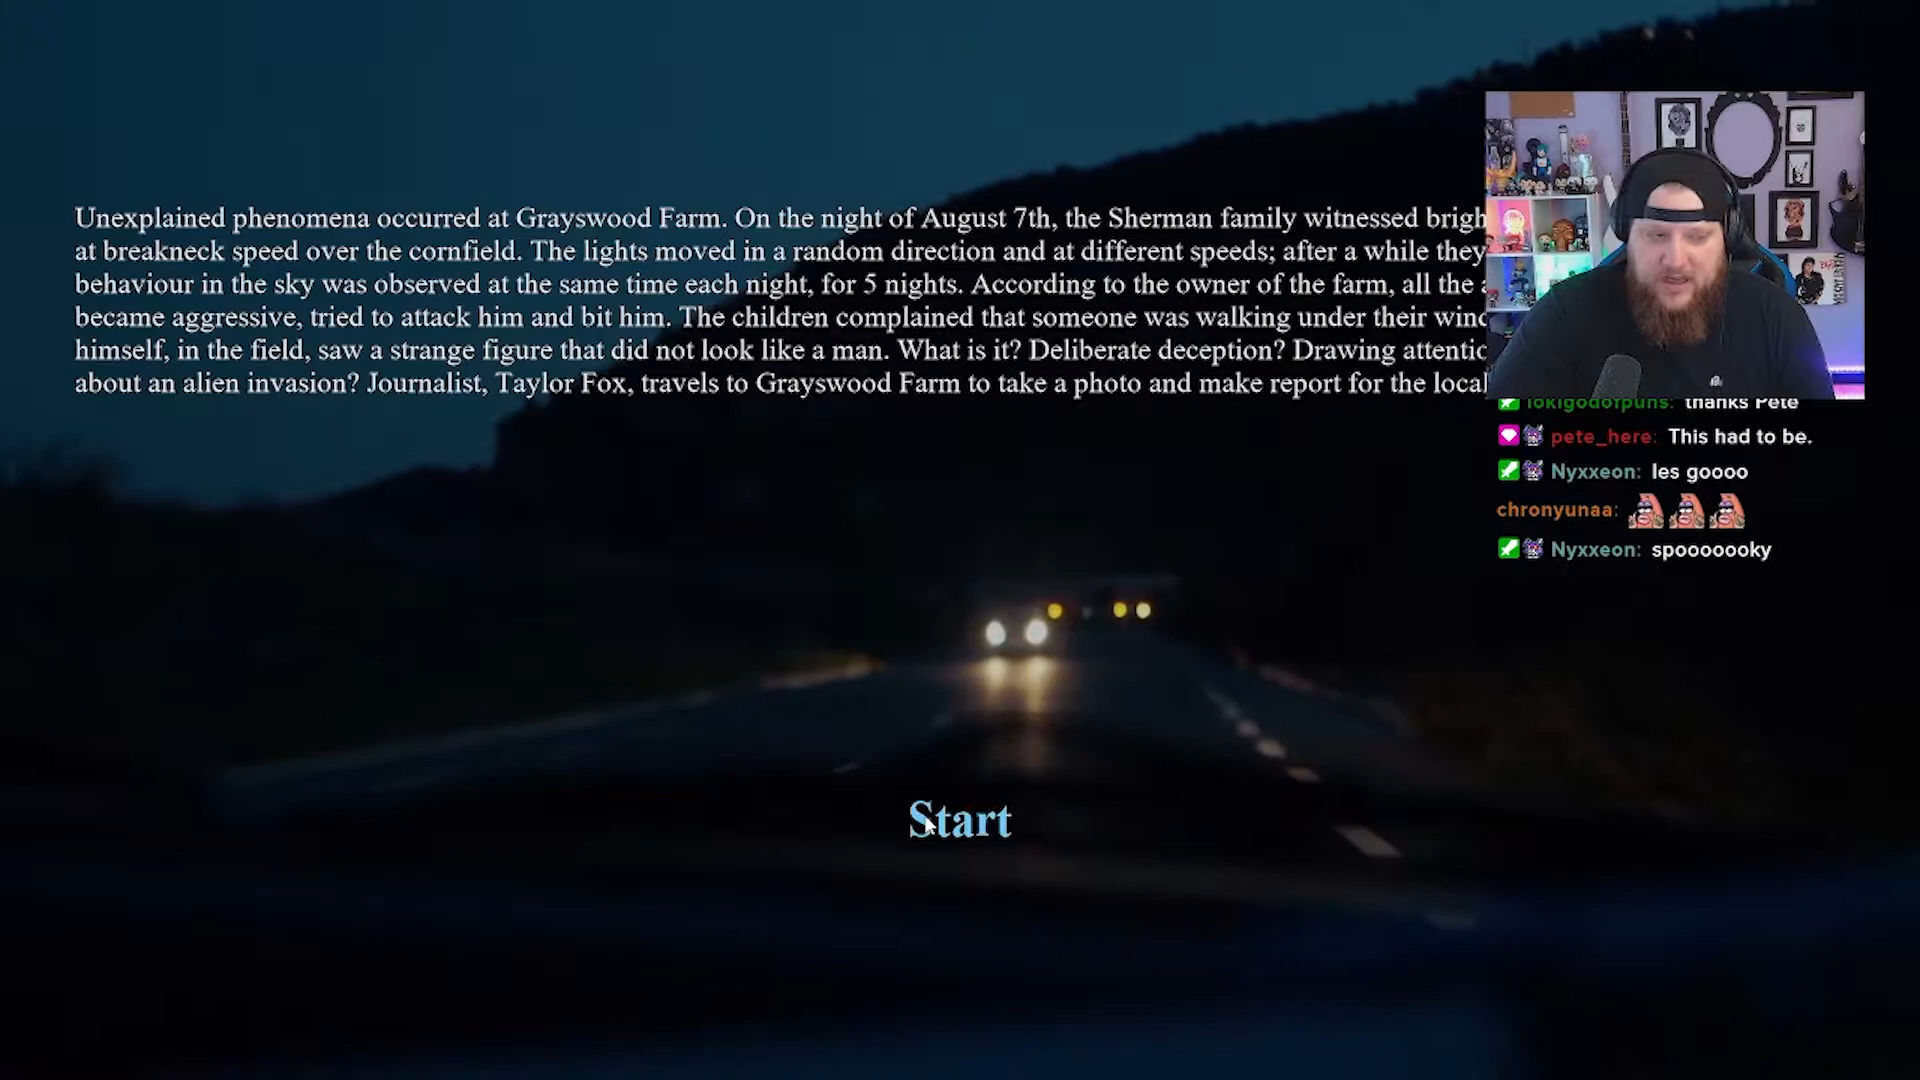 Unexplained phenomena occurred at Grayswood Farm. On the night of August 7th, the Sherman family witnessed brigh
at breakneck speed over the cornfield. The lights moved in a random direction and at different speeds; after a while they
behaviour in the sky was observed at the same time each night, for 5 nights. According to the owner of the farm, all the
became aggressive, tried to attack him and bit him. The children complained that someone was walking under their wind
himself, in the field, saw a strange figure that did not look like a man. What is it? Deliberate deception? Drawing attentio
about an alien invasion? Journalist, Taylor Fox, travels to Grayswood Farm to take a photo and make report for the local
lokigodofpuns: thanks Pete
pete_here: This had to be.
Nyxxeon: les goooo
chronyunaa:
Nyxxeon: spooooooky
Start